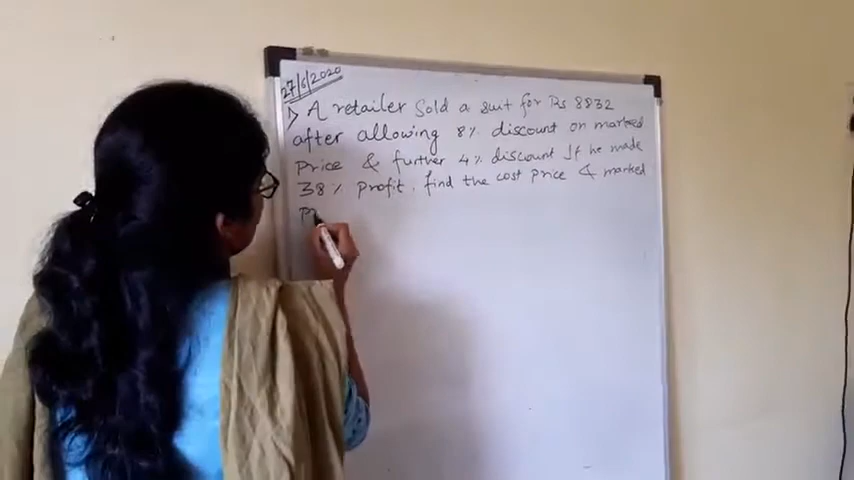 27/6/2020
> A retailer Sold a suit for Rs 8832
after allowing 8% discount on marked
Price & further 4% discount If he made
38% profit. find the cost price & marked
Pr